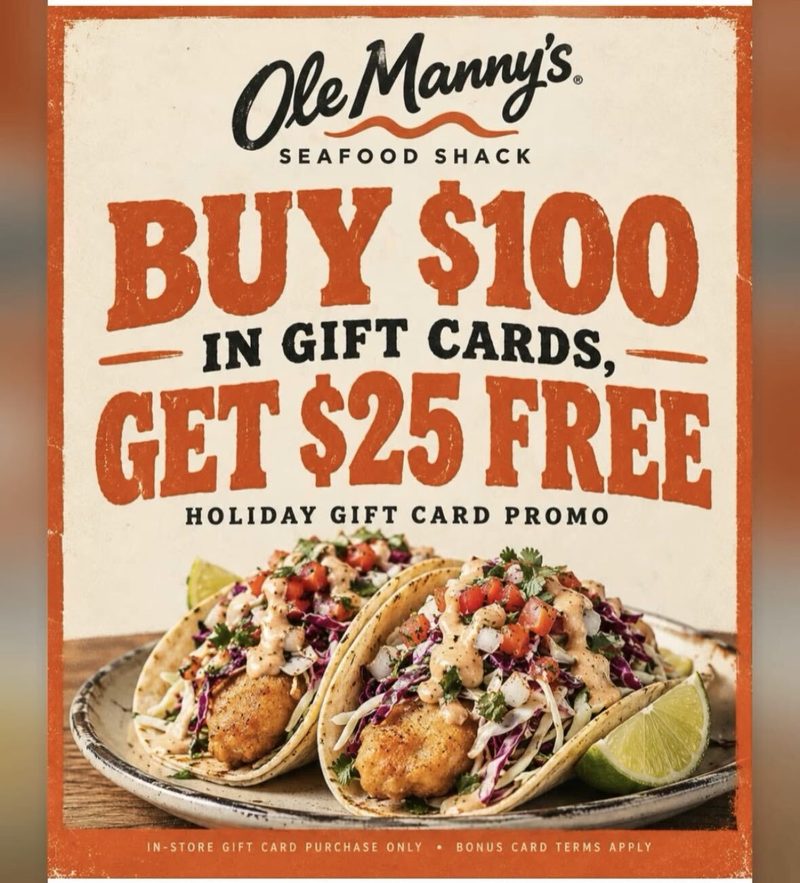 Ole Manny's®
SEAFOOD SHACK
BUY $100
IN GIFT CARDS,
GET $25 FREE
HOLIDAY GIFT CARD PROMO
IN-STORE GIFT CARD PURCHASE ONLY • BONUS CARD TERMS APPLY